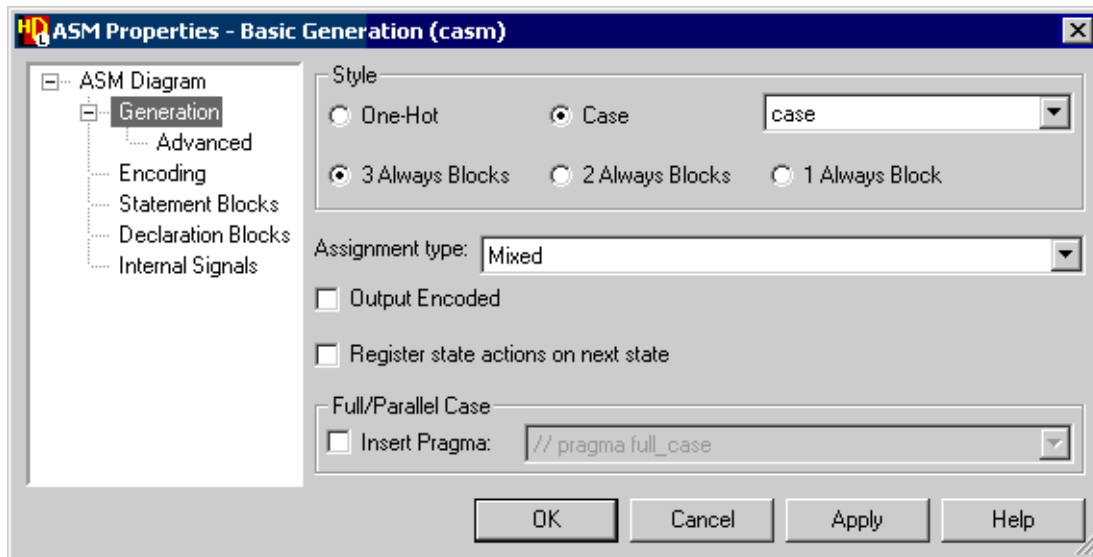 HDL ASM Properties - Basic Generation (casm)
ASM Diagram
Generation
Advanced
Encoding
Statement Blocks
Declaration Blocks
Internal Signals
Style
One-Hot Case case
3 Always Blocks 2 Always Blocks 1 Always Block
Assignment type: Mixed
Output Encoded
Register state actions on next state
Full/Parallel Case
Insert Pragma: // pragma full_case
OK Cancel Apply Help